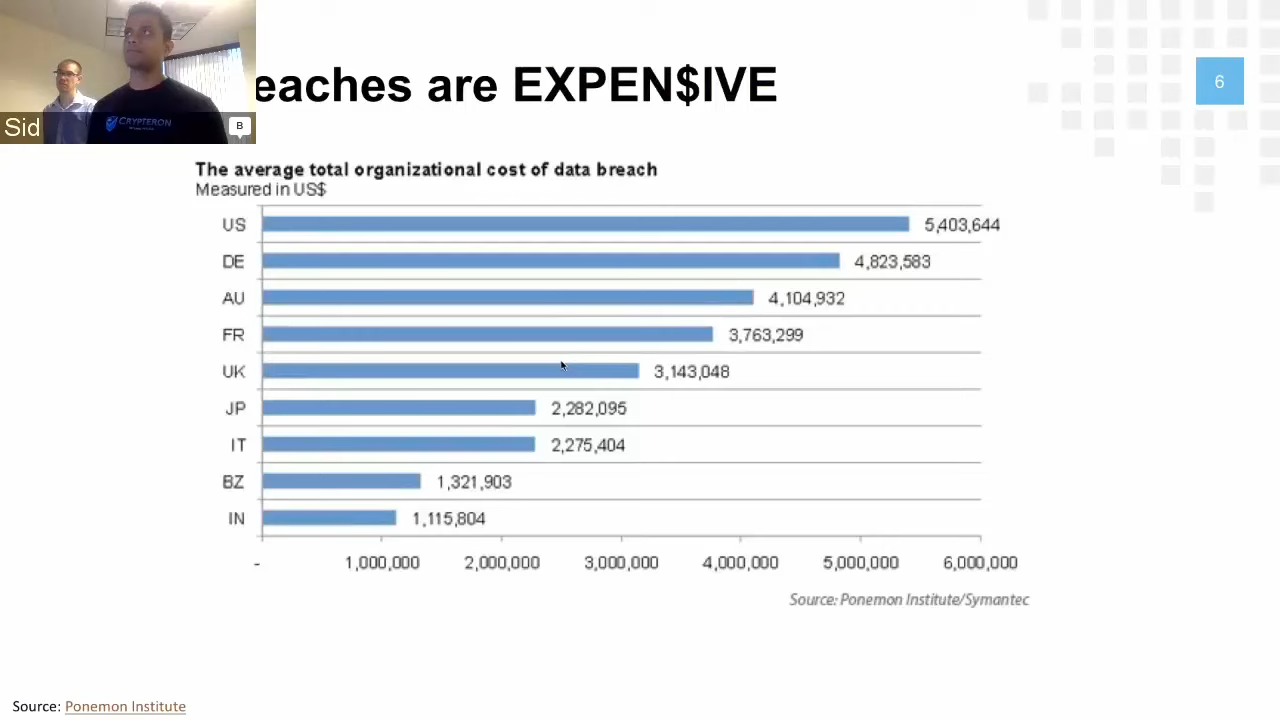 eaches are EXPEN$IVE
6
Sid
B
CRYPTERON
The average total organizational cost of data breach
Measured in US$
US 5,403,644
DE 4,823,583
AU 4,104,932
FR 3,763,299
UK 3,143,048
JP 2,282,095
IT 2,275,404
BZ 1,321,903
IN 1,115,804
- 1,000,000 2,000,000 3,000,000 4,000,000 5,000,000 6,000,000
Source: Ponemon Institute/Symantec
Source: Ponemon Institute